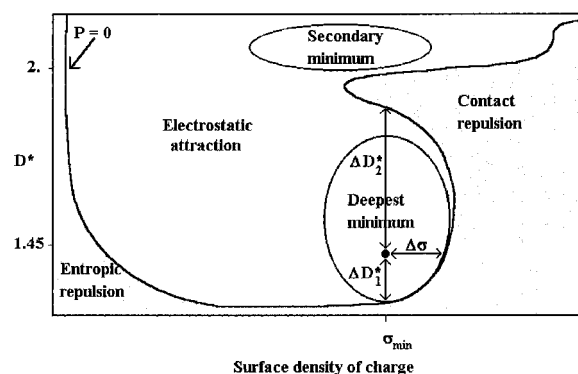 P = 0
Secondary
minimum
2.
Contact
repulsion
Electrostatic
attraction
ΔD*2
D*
Deepest
minimum
1.45
Δσ
Entropic
repulsion
ΔD*1
σmin
Surface density of charge